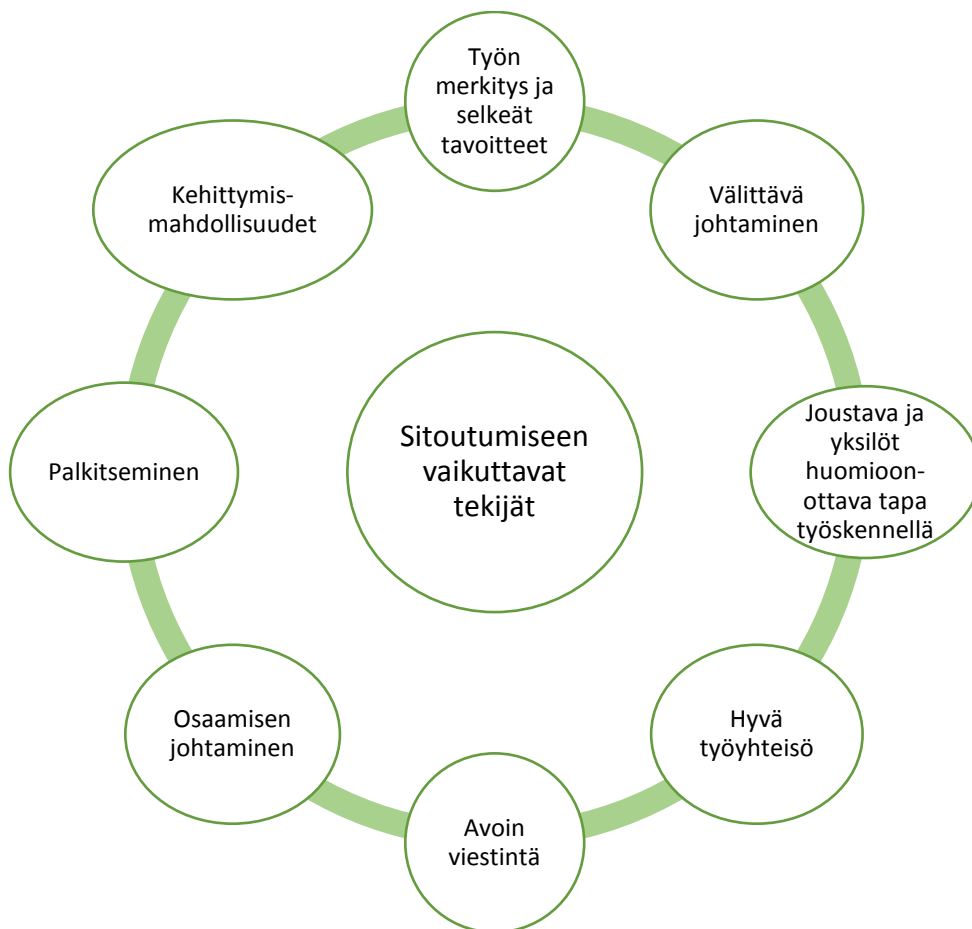 Työn
merkitys ja
selkeät
tavoitteet
Välittävä
johtaminen
Joustava ja
yksilöt
huomioon-
ottava tapa
työskennellä
Hyvä
työyhteisö
Avoin
viestintä
Osaamisen
johtaminen
Palkitseminen
Kehittymis-
mahdollisuudet
Sitoutumiseen
vaikuttavat
tekijät